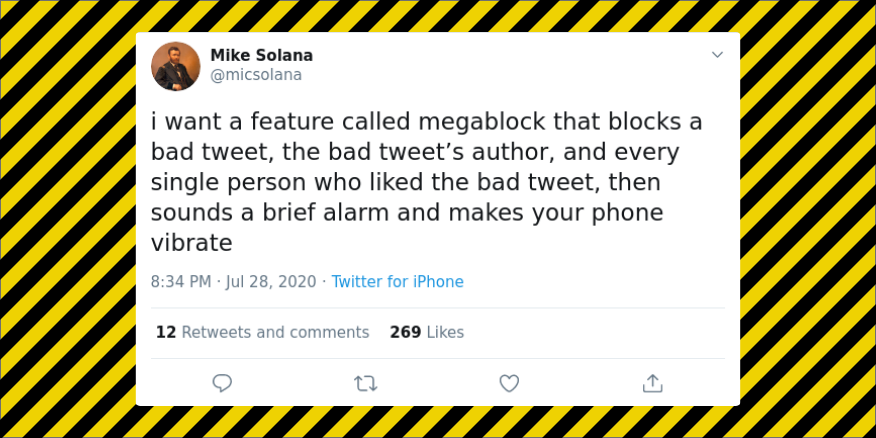 Mike Solana
@micsolana
i want a feature called megablock that blocks a
bad tweet, the bad tweet’s author, and every
single person who liked the bad tweet, then
sounds a brief alarm and makes your phone
vibrate
8:34 PM · Jul 28, 2020 · Twitter for iPhone
12 Retweets and comments 269 Likes